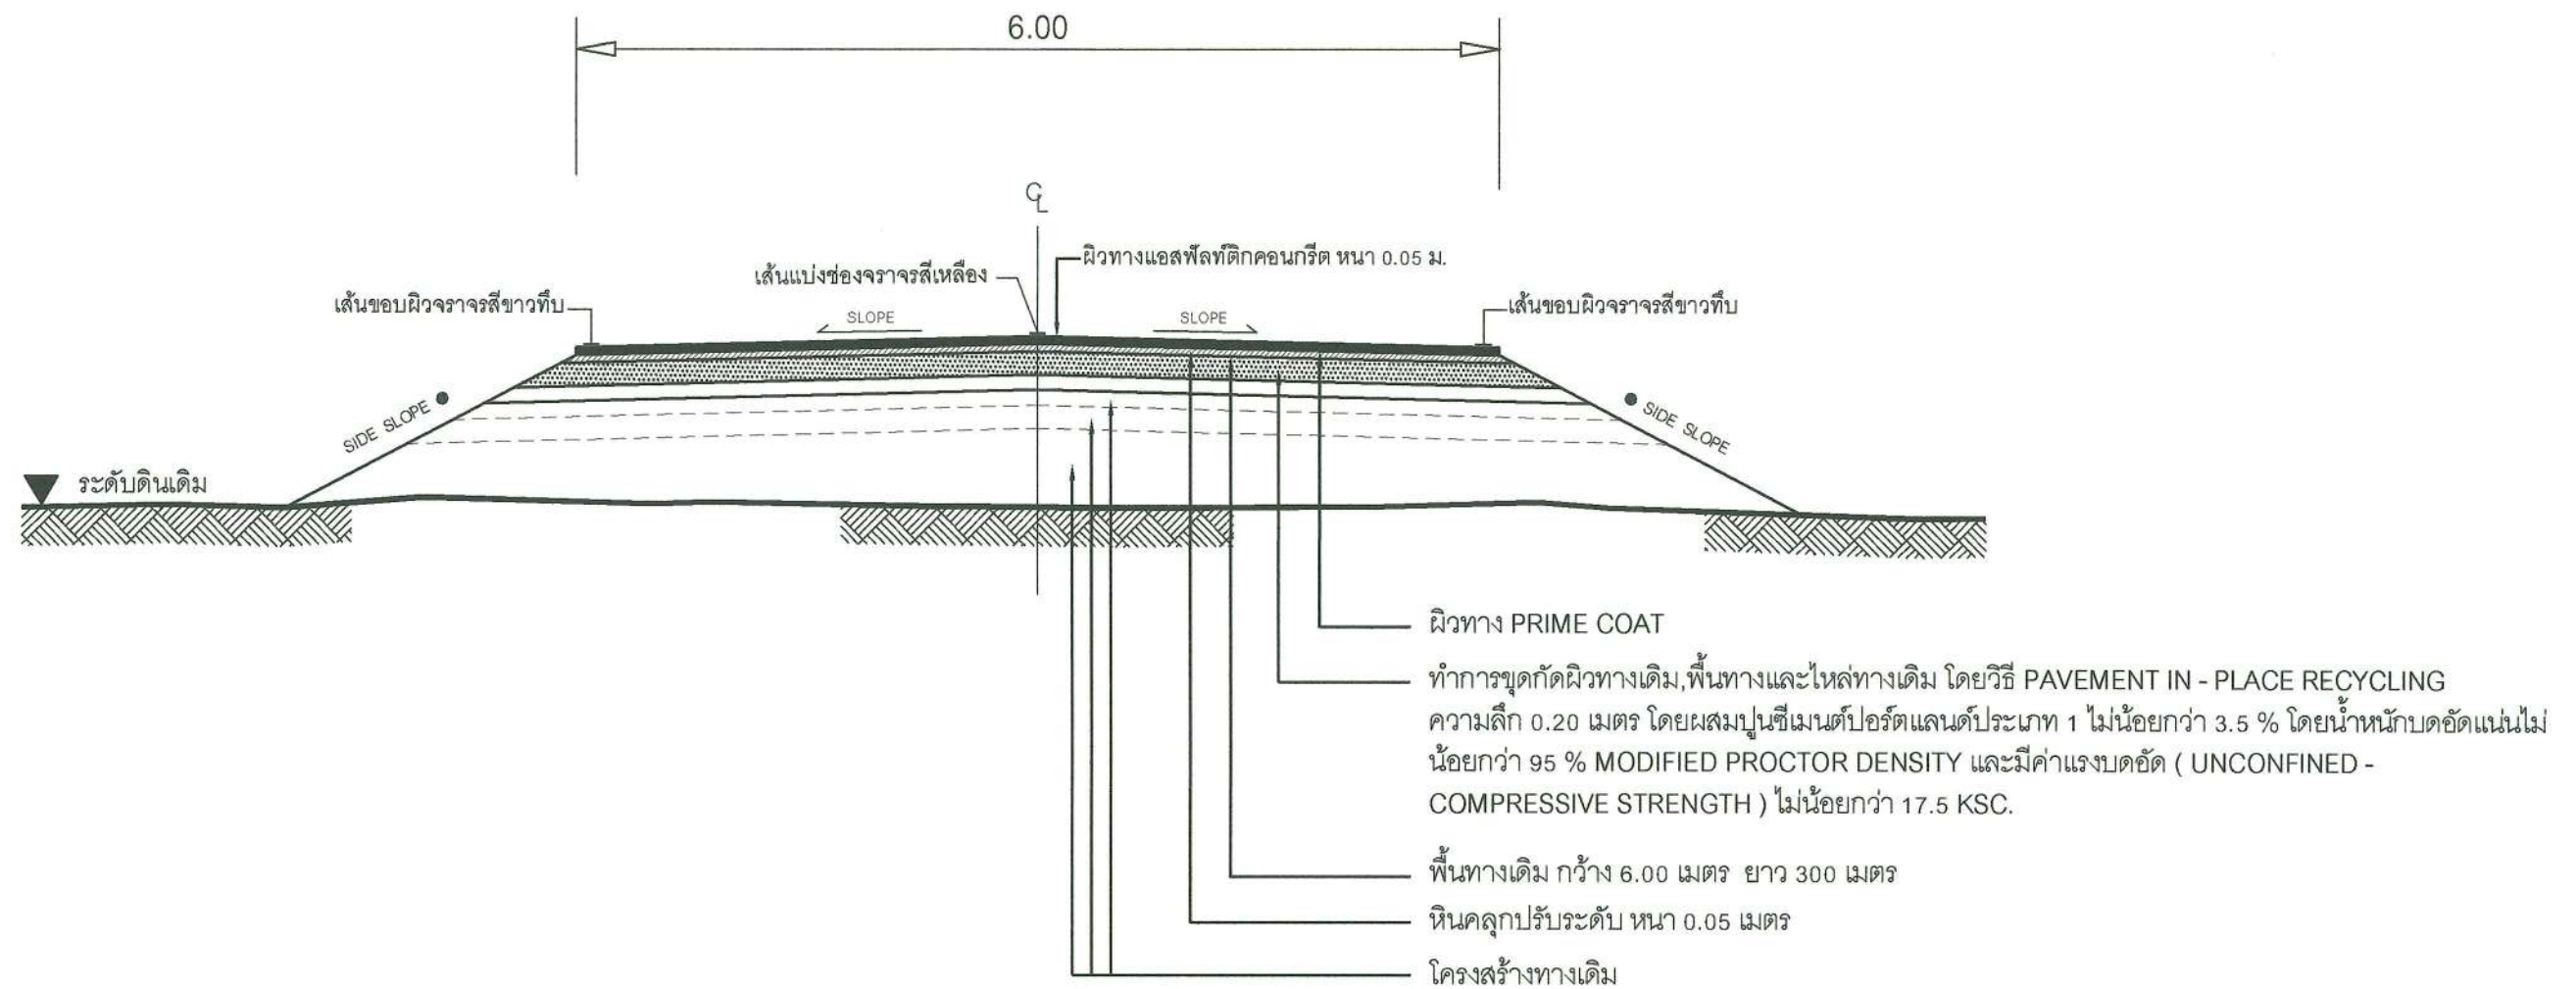 6.00
C
L
ผิวทางแอสฟัลท์ติกคอนกรีต หนา 0.05 ม.
เส้นแบ่งช่องจราจรสีเหลือง
เส้นขอบผิวจราจรสีขาวทึบ
เส้นขอบผิวจราจรสีขาวทึบ
SLOPE
SLOPE
SIDE SLOPE
SIDE SLOPE
ระดับดินเดิม
ผิวทาง PRIME COAT
ทำการขุดกัดผิวทางเดิม,พื้นทางและไหล่ทางเดิม โดยวิธี PAVEMENT IN - PLACE RECYCLING
ความลึก 0.20 เมตร โดยผสมปูนซีเมนต์ปอร์ตแลนด์ประเภท 1 ไม่น้อยกว่า 3.5 % โดยน้ำหนักบดอัดแน่นไม่
น้อยกว่า 95 % MODIFIED PROCTOR DENSITY และมีค่าแรงบดอัด ( UNCONFINED -
COMPRESSIVE STRENGTH ) ไม่น้อยกว่า 17.5 KSC.
พื้นทางเดิม กว้าง 6.00 เมตร ยาว 300 เมตร
หินคลุกปรับระดับ หนา 0.05 เมตร
โครงสร้างทางเดิม